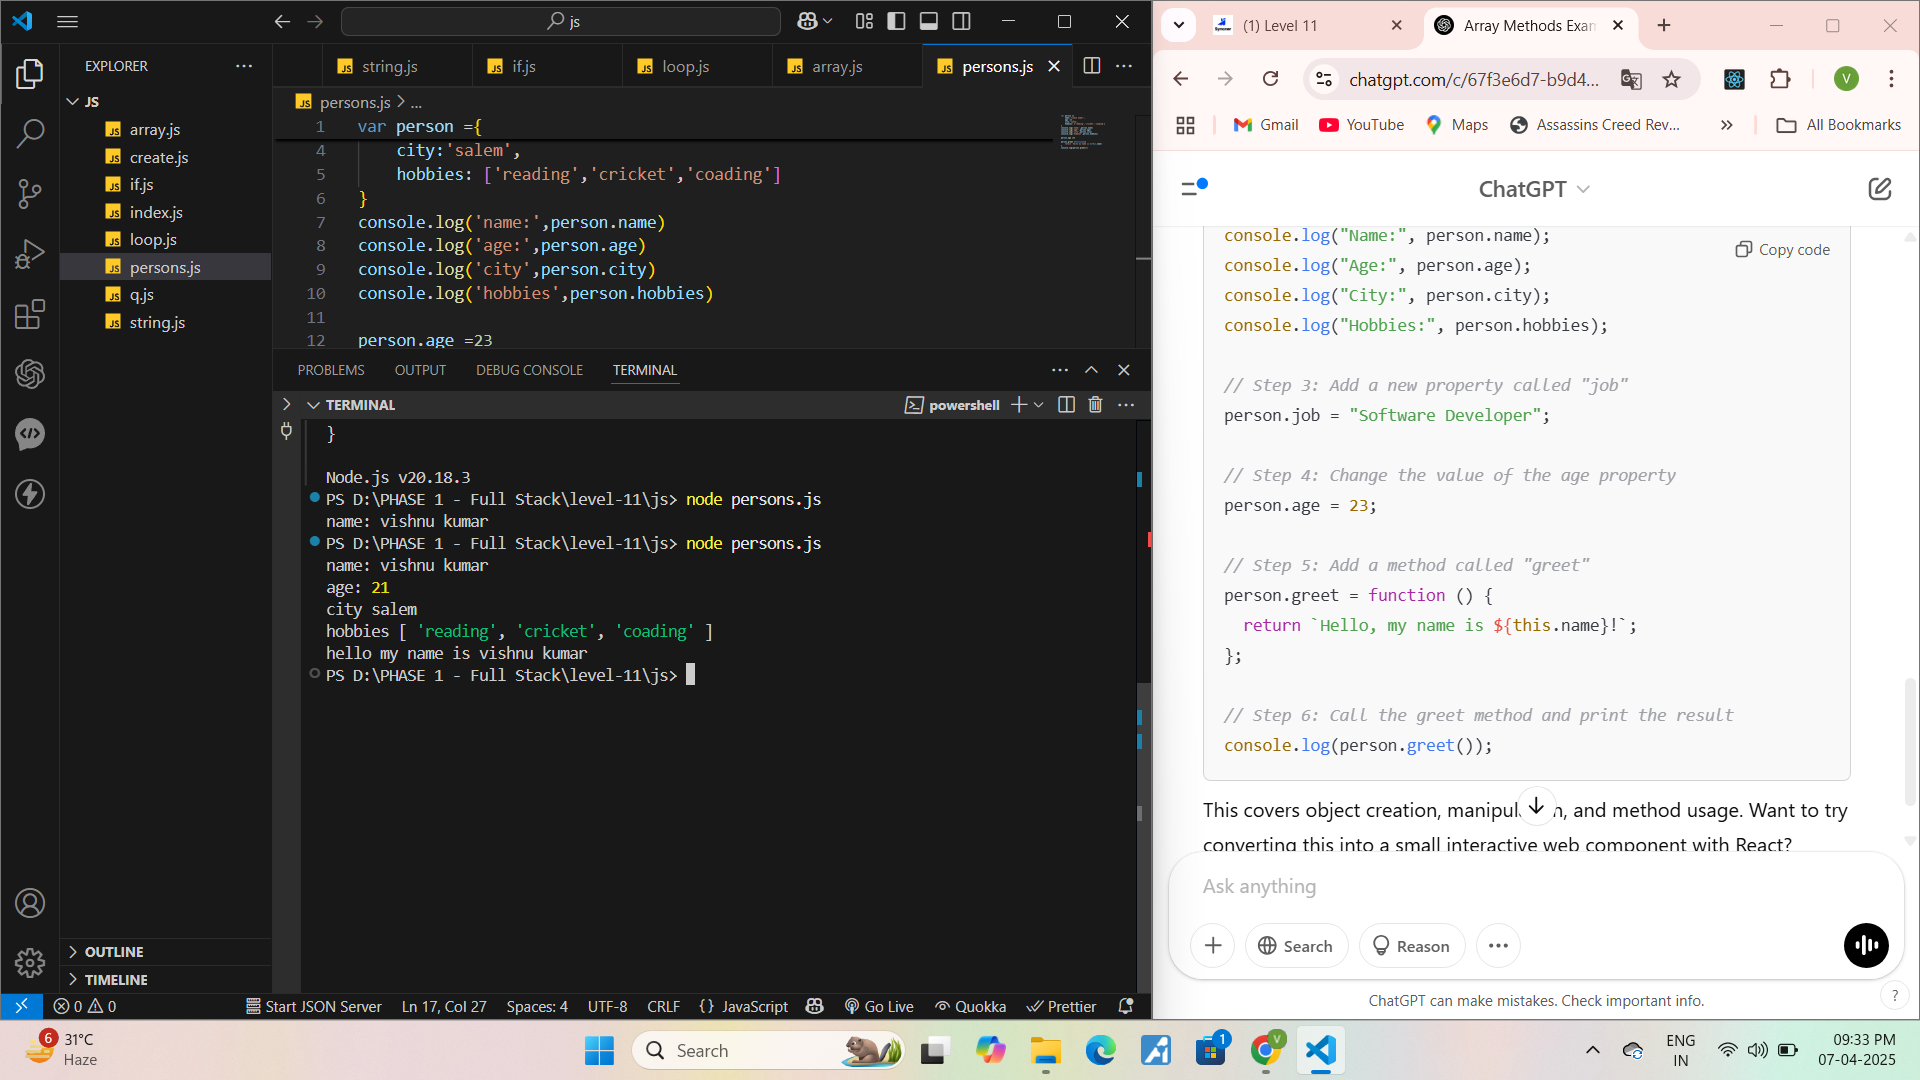 js
EXPLORER
JS
array.js
create.js
if.js
index.js
loop.js
persons.js
q.js
string.js
OUTLINE
TIMELINE
string.js
if.js
loop.js
array.js
persons.js
persons.js > ...
1 var person ={
4 city:'salem',
5 hobbies: ['reading','cricket','coading']
6 }
7 console.log('name:',person.name)
8 console.log('age:',person.age)
9 console.log('city',person.city)
10 console.log('hobbies',person.hobbies)
11
12 person.age =23
PROBLEMS OUTPUT DEBUG CONSOLE TERMINAL
TERMINAL
powershell
}
Node.js v20.18.3
PS D:\PHASE 1 - Full Stack\level-11\js> node persons.js
name: vishnu kumar
PS D:\PHASE 1 - Full Stack\level-11\js> node persons.js
name: vishnu kumar
age: 21
city salem
hobbies [ 'reading', 'cricket', 'coading' ]
hello my name is vishnu kumar
PS D:\PHASE 1 - Full Stack\level-11\js>
0 0 Start JSON Server Ln 17, Col 27 Spaces: 4 UTF-8 CRLF {} JavaScript Go Live Quokka Prettier
(1) Level 11
Array Methods Exan
chatgpt.com/c/67f3e6d7-b9d4...
V
Gmail YouTube Maps Assassins Creed Rev... All Bookmarks
ChatGPT
Copy code
console.log("Name:", person.name);
console.log("Age:", person.age);
console.log("City:", person.city);
console.log("Hobbies:", person.hobbies);
// Step 3: Add a new property called "job"
person.job = "Software Developer";
// Step 4: Change the value of the age property
person.age = 23;
// Step 5: Add a method called "greet"
person.greet = function () {
return `Hello, my name is ${this.name}!`;
};
// Step 6: Call the greet method and print the result
console.log(person.greet());
This covers object creation, manipul n, and method usage. Want to try
converting this into a small interactive web component with React?
Ask anything
Search Reason
ChatGPT can make mistakes. Check important info.
?
6
31°C
Haze
Search
1
V
ENG
IN
09:33 PM
07-04-2025